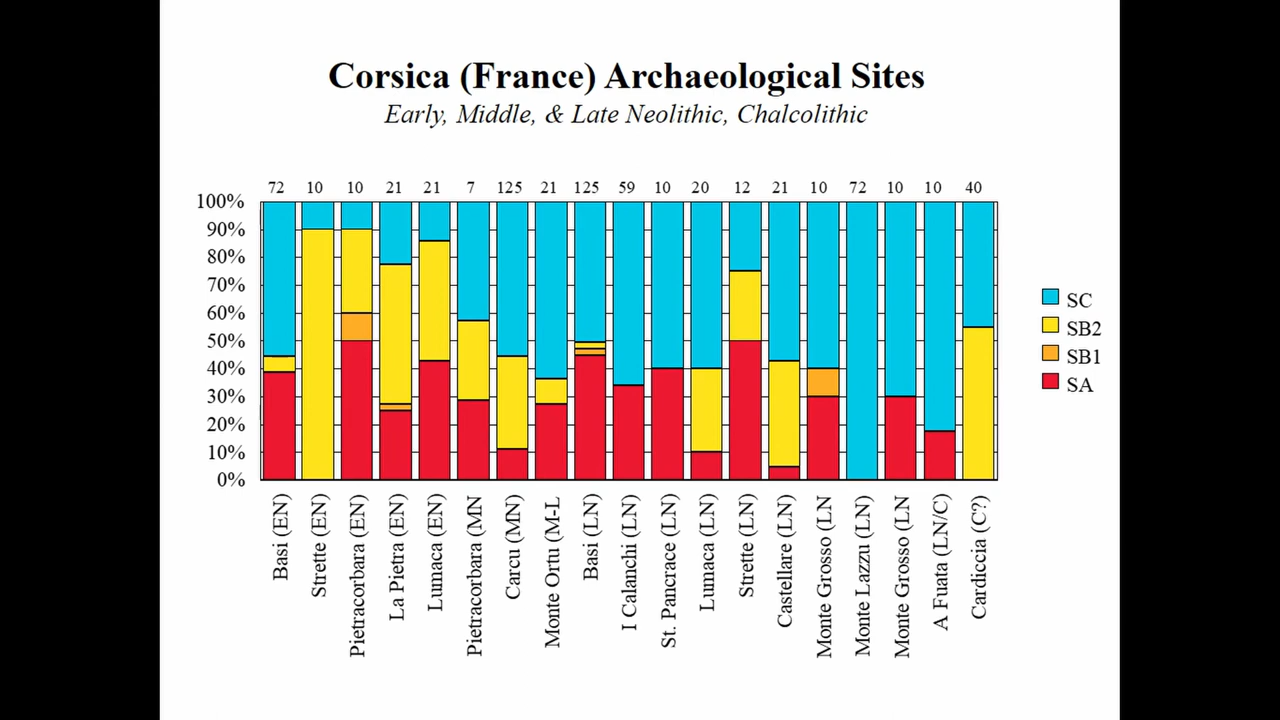 Corsica (France) Archaeological Sites
Early, Middle, & Late Neolithic, Chalcolithic
72 10 10 21 21 7 125 21 125 59 10 20 12 21 10 72 10 10 40
100%
90%
80%
70%
60%
50%
40%
30%
20%
10%
0%
SC
SB2
SB1
SA
Basi (EN)
Strette (EN)
Pietracorbara (EN)
La Pietra (EN)
Lumaca (EN)
Pietracorbara (MN
Carcu (MN)
Monte Ortu (M-L
Basi (LN)
I Calanchi (LN)
St. Pancrace (LN)
Lumaca (LN)
Strette (LN)
Castellare (LN)
Monte Grosso (LN
Monte Lazzu (LN)
Monte Grosso (LN
A Fuata (LN/C)
Cardiccia (C?)